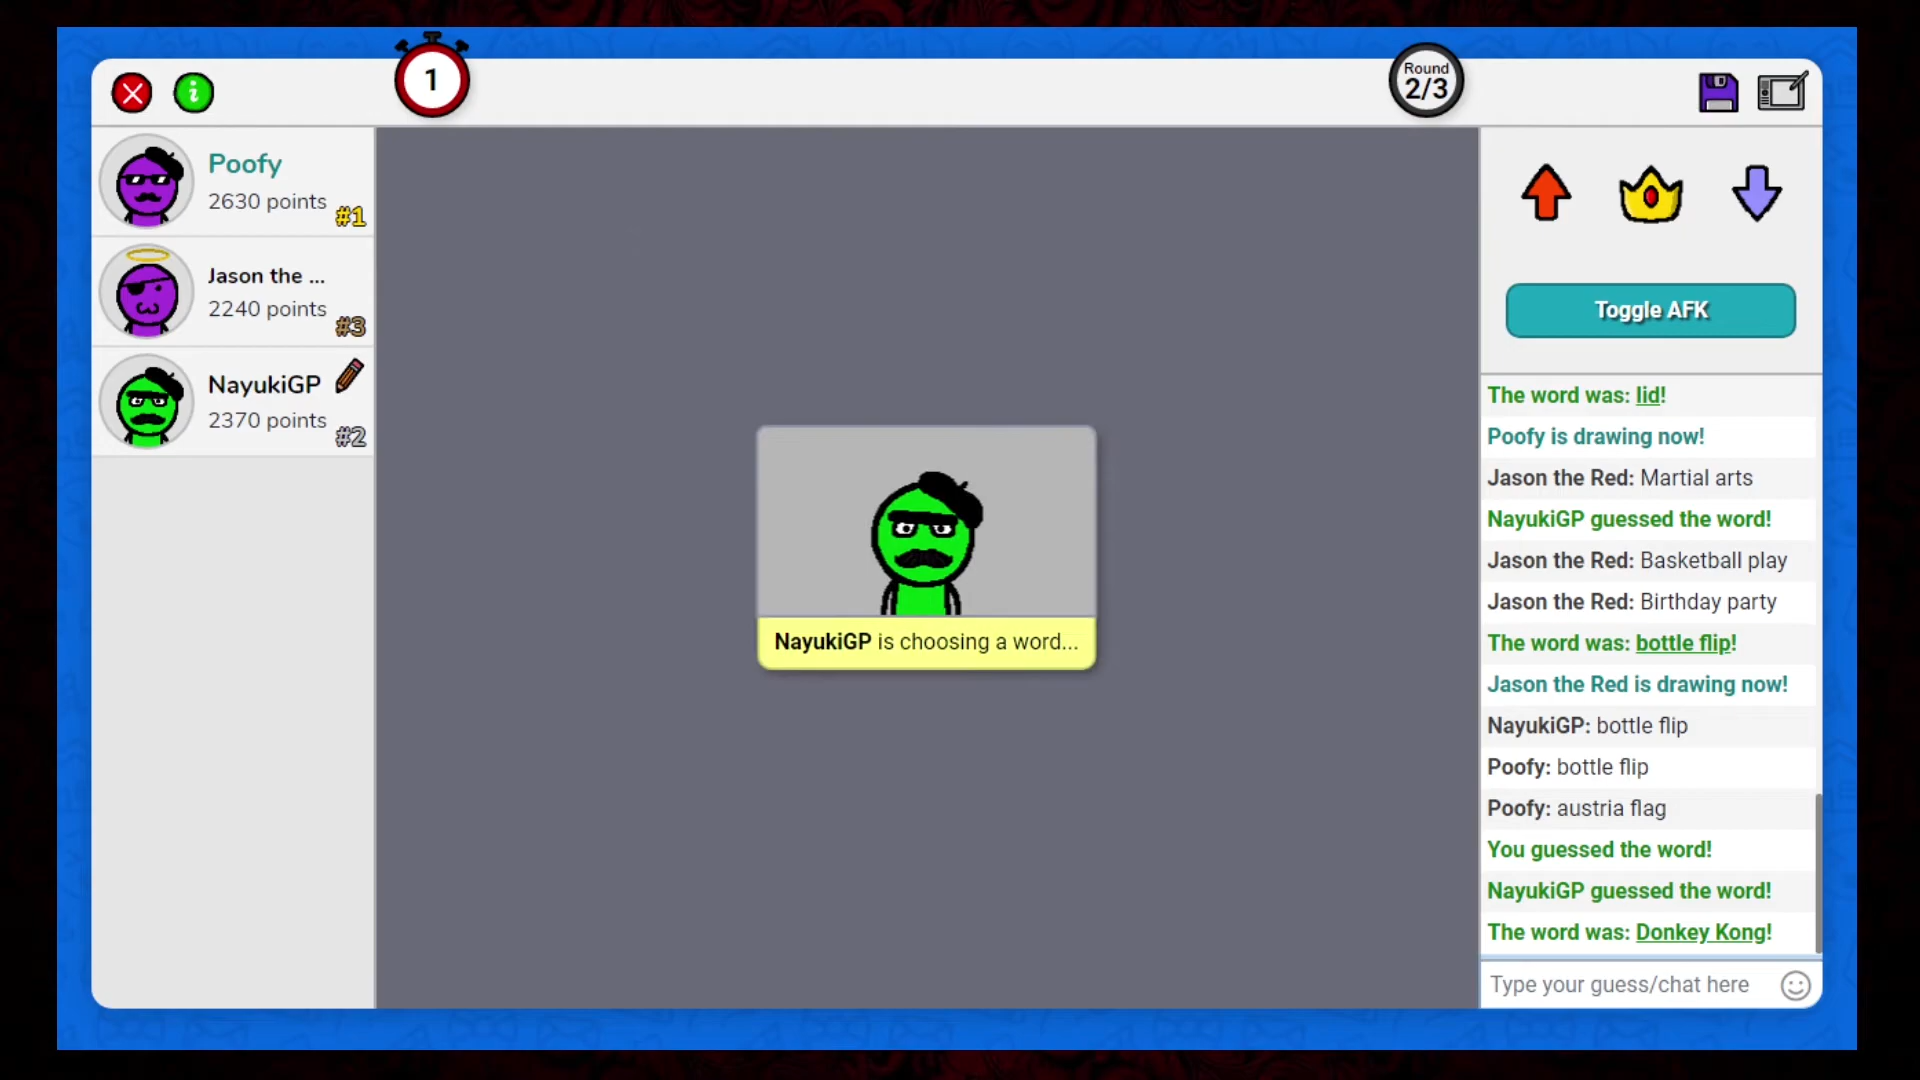 1
Round
2/3
Poofy
2630 points
#1
Jason the ...
2240 points
#3
NayukiGP
2370 points
#2
NayukiGP is choosing a word...
Toggle AFK
The word was: lid!
Poofy is drawing now!
Jason the Red: Martial arts
NayukiGP guessed the word!
Jason the Red: Basketball play
Jason the Red: Birthday party
The word was: bottle flip!
Jason the Red is drawing now!
NayukiGP: bottle flip
Poofy: bottle flip
Poofy: austria flag
You guessed the word!
NayukiGP guessed the word!
The word was: Donkey Kong!
Type your guess/chat here